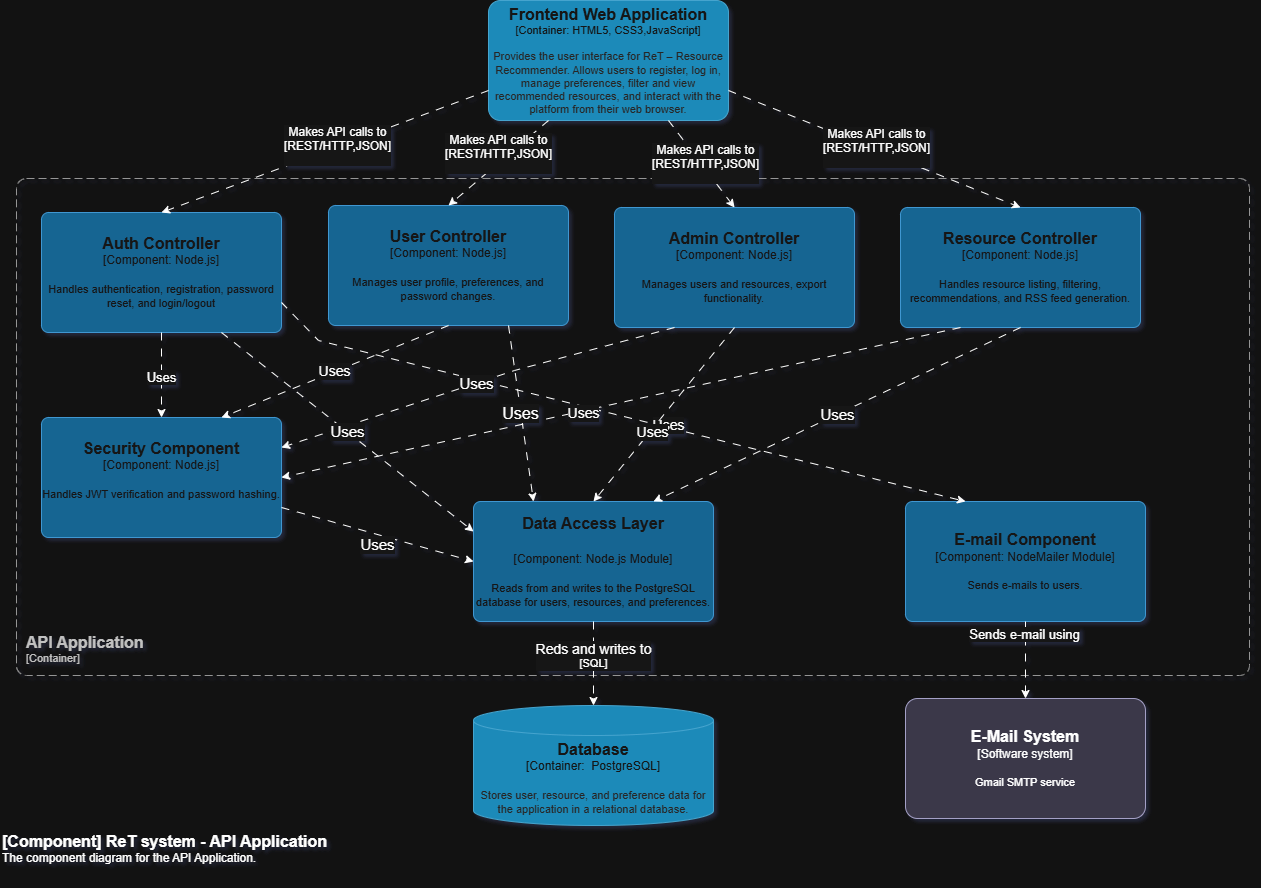 Frontend Web Application
[Container: HTML5, CSS3,JavaScript]
Provides the user interface for ReT – Resource
Recommender. Allows users to register, log in,
manage preferences, filter and view
recommended resources, and interact with the
platform from their web browser.
Makes API calls to
[REST/HTTP,JSON]
Makes API calls to
[REST/HTTP,JSON]
Makes API calls to
[REST/HTTP,JSON]
Makes API calls to
[REST/HTTP,JSON]
Auth Controller
[Component: Node.js]
Handles authentication, registration, password
reset, and login/logout
User Controller
[Component: Node.js]
Manages user profile, preferences, and
password changes.
Admin Controller
[Component: Node.js]
Manages users and resources, export
functionality.
Resource Controller
[Component: Node.js]
Handles resource listing, filtering,
recommendations, and RSS feed generation.
Uses
Uses
Uses
Uses
Uses
Uses
Uses
Uses
Uses
Uses
Security Component
[Component: Node.js]
Handles JWT verification and password hashing.
Uses
Data Access Layer
[Component: Node.js Module]
Reads from and writes to the PostgreSQL
database for users, resources, and preferences.
E-mail Component
[Component: NodeMailer Module]
Sends e-mails to users.
API Application
[Container]
Reds and writes to
[SQL]
Sends e-mail using
Database
[Container:  PostgreSQL]
Stores user, resource, and preference data for
the application in a relational database.
E-Mail System
[Software system]
Gmail SMTP service
[Component] ReT system - API Application
The component diagram for the API Application.